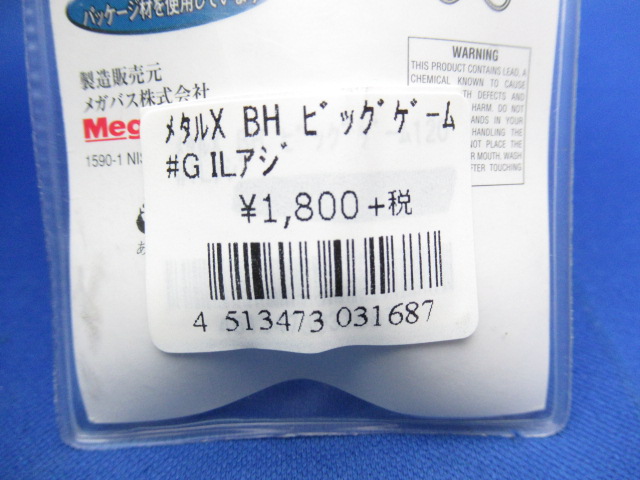 パッケージ材を使用しています
製造販売元
メガバス株式会社
Meg
1590-1 NIS
あ
WARNING
THIS PRODUCT CONTAINS LEAD, A
CHEMICAL KNOWN TO CAUSE
TH DEFECTS AND
HARM. DO NOT
ANDS IN YOUR
HANDLING THE
NOT PLACE THE
R MOUTH. WASH
FTER TOUCHING
ﾒﾀﾙX BH ﾋﾞｯｸﾞｹﾞｰﾑ
#G ILｱｼﾞ
¥1,800+税
4 513473 031687